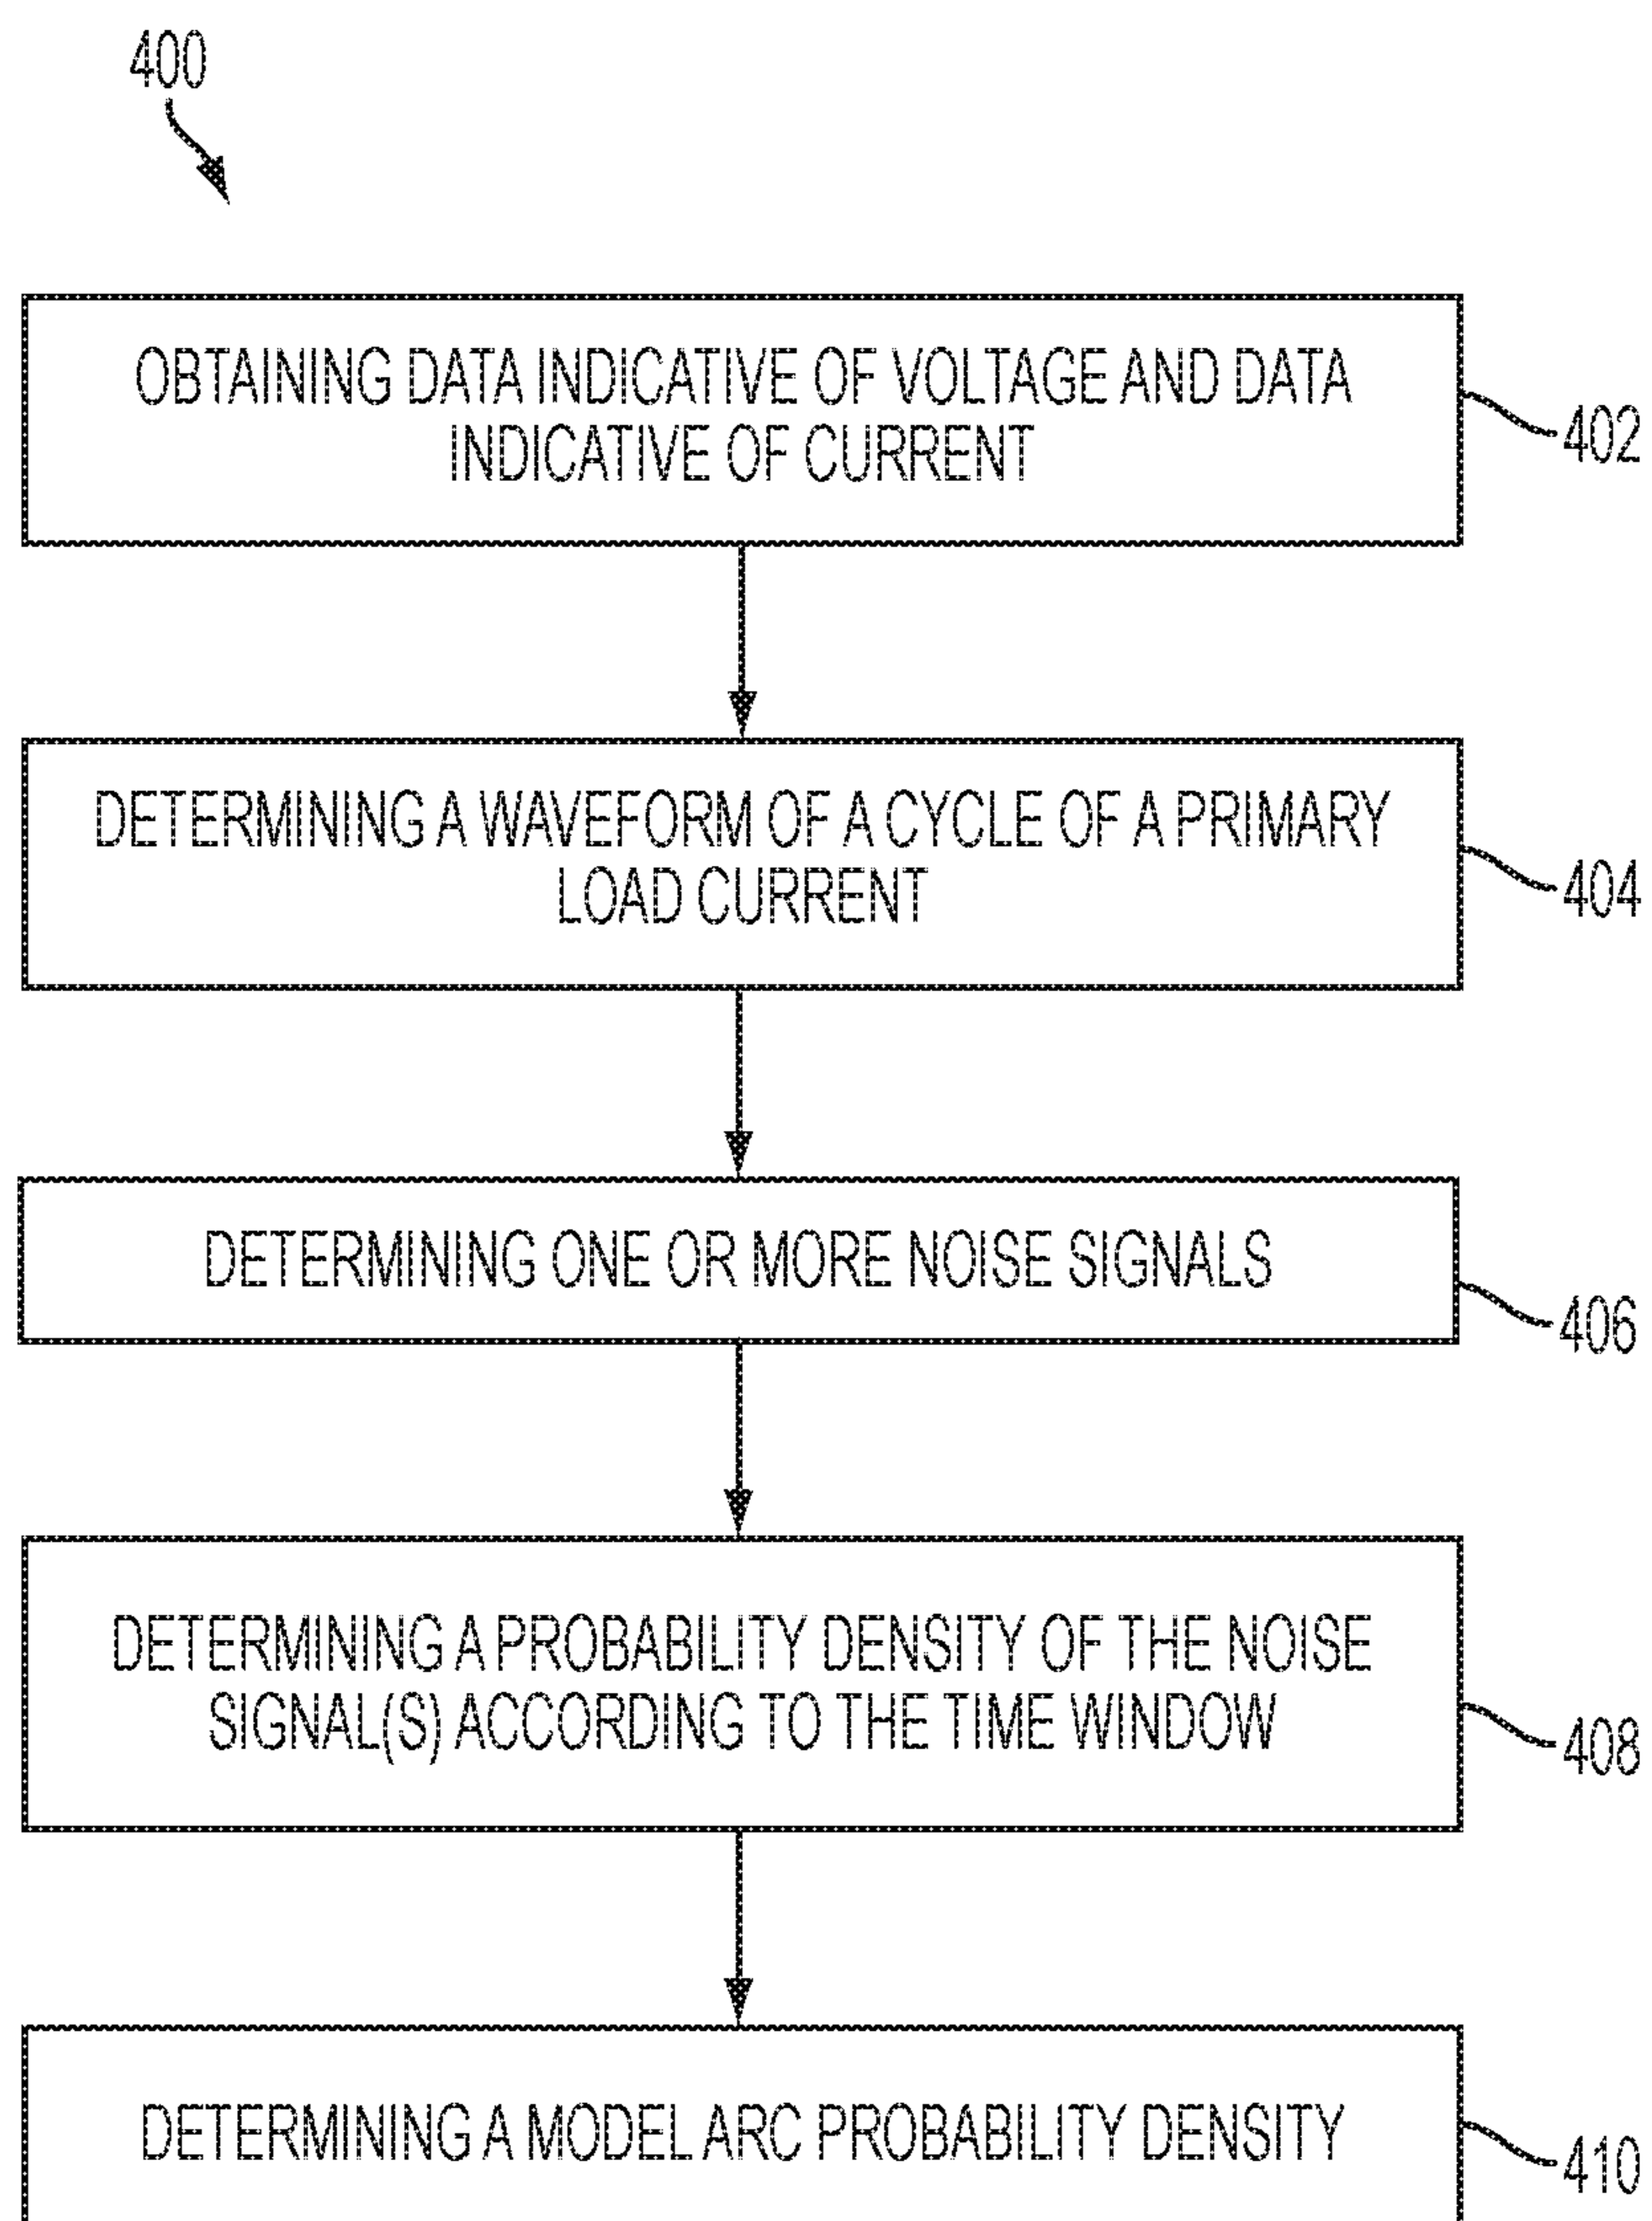 400
OBTAINING DATA INDICATIVE OF VOLTAGE AND DATA
INDICATIVE OF CURRENT
402
DETERMINING A WAVEFORM OF A CYCLE OF A PRIMARY
LOAD CURRENT
404
DETERMINING ONE OR MORE NOISE SIGNALS
406
DETERMINING A PROBABILITY DENSITY OF THE NOISE
SIGNAL(S) ACCORDING TO THE TIME WINDOW
408
DETERMINING A MODEL ARC PROBABILITY DENSITY
410